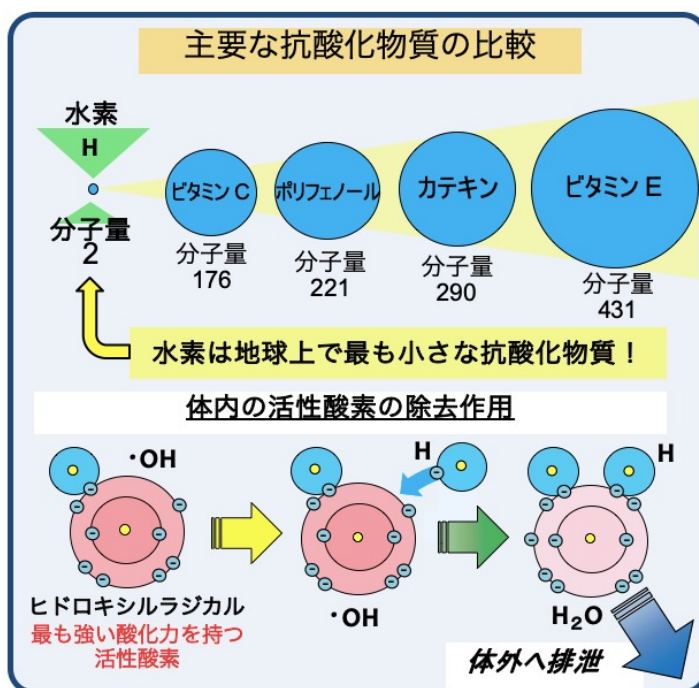 主要な抗酸化物質の比較
水素
H
分子量
2
ビタミン C
分子量
176
ポリフェノール
分子量
221
カテキン
分子量
290
ビタミン E
分子量
431
水素は地球上で最も小さな抗酸化物質！
体内の活性酸素の除去作用
・OH
ヒドロキシルラジカル
最も強い酸化力を持つ
活性酸素
H
・OH
H
H₂O
体外へ排泄